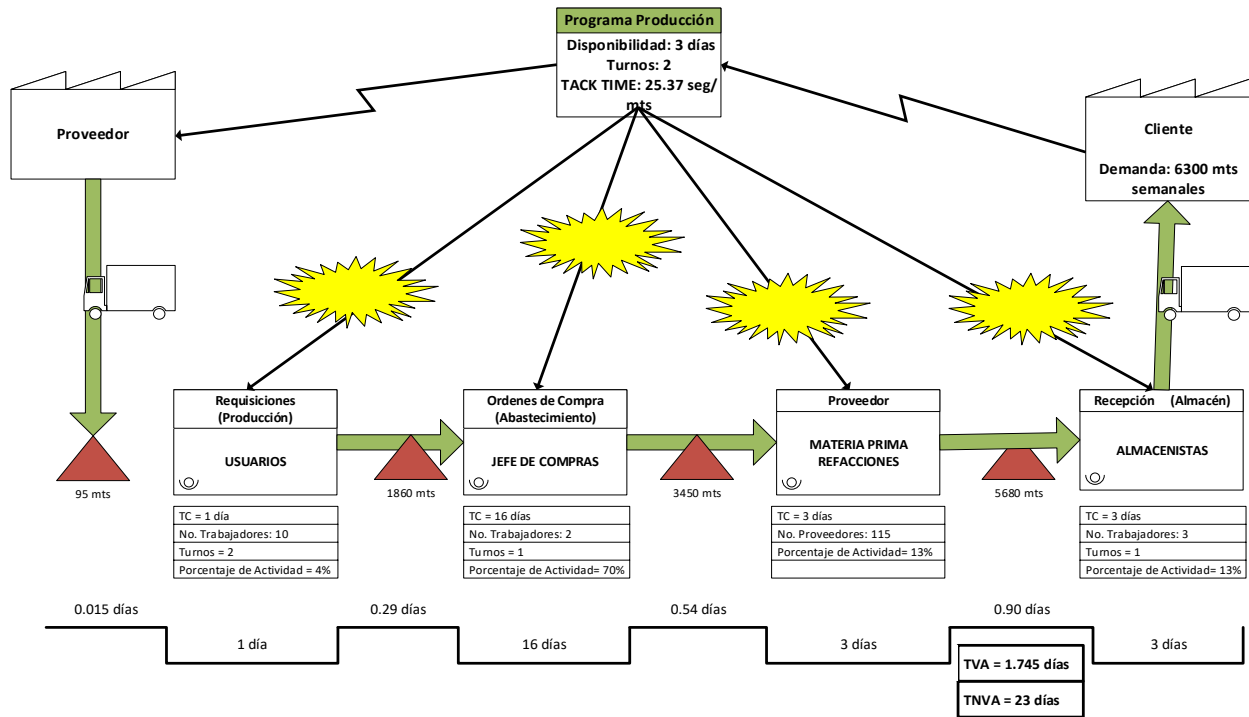 Programa Producción
Disponibilidad: 3 días
Turnos: 2
TACK TIME: 25.37 seg/
mts
Proveedor
Cliente
Demanda: 6300 mts
semanales
Requisiciones
(Producción)
USUARIOS
Ordenes de Compra
(Abastecimiento)
JEFE DE COMPRAS
Proveedor
MATERIA PRIMA
REFACCIONES
Recepción (Almacén)
ALMACENISTAS
95 mts
1860 mts
3450 mts
5680 mts
TC = 1 día
No. Trabajadores: 10
Turnos = 2
Porcentaje de Actividad = 4%
TC = 16 días
No. Trabajadores: 2
Turnos = 1
Porcentaje de Actividad= 70%
TC = 3 días
No. Proveedores: 115
Porcentaje de Actividad= 13%
TC = 3 días
No. Trabajadores: 3
Turnos = 1
Porcentaje de Actividad= 13%
0.015 días
0.29 días
0.54 días
0.90 días
1 día
16 días
3 días
3 días
TVA = 1.745 días
TNVA = 23 días